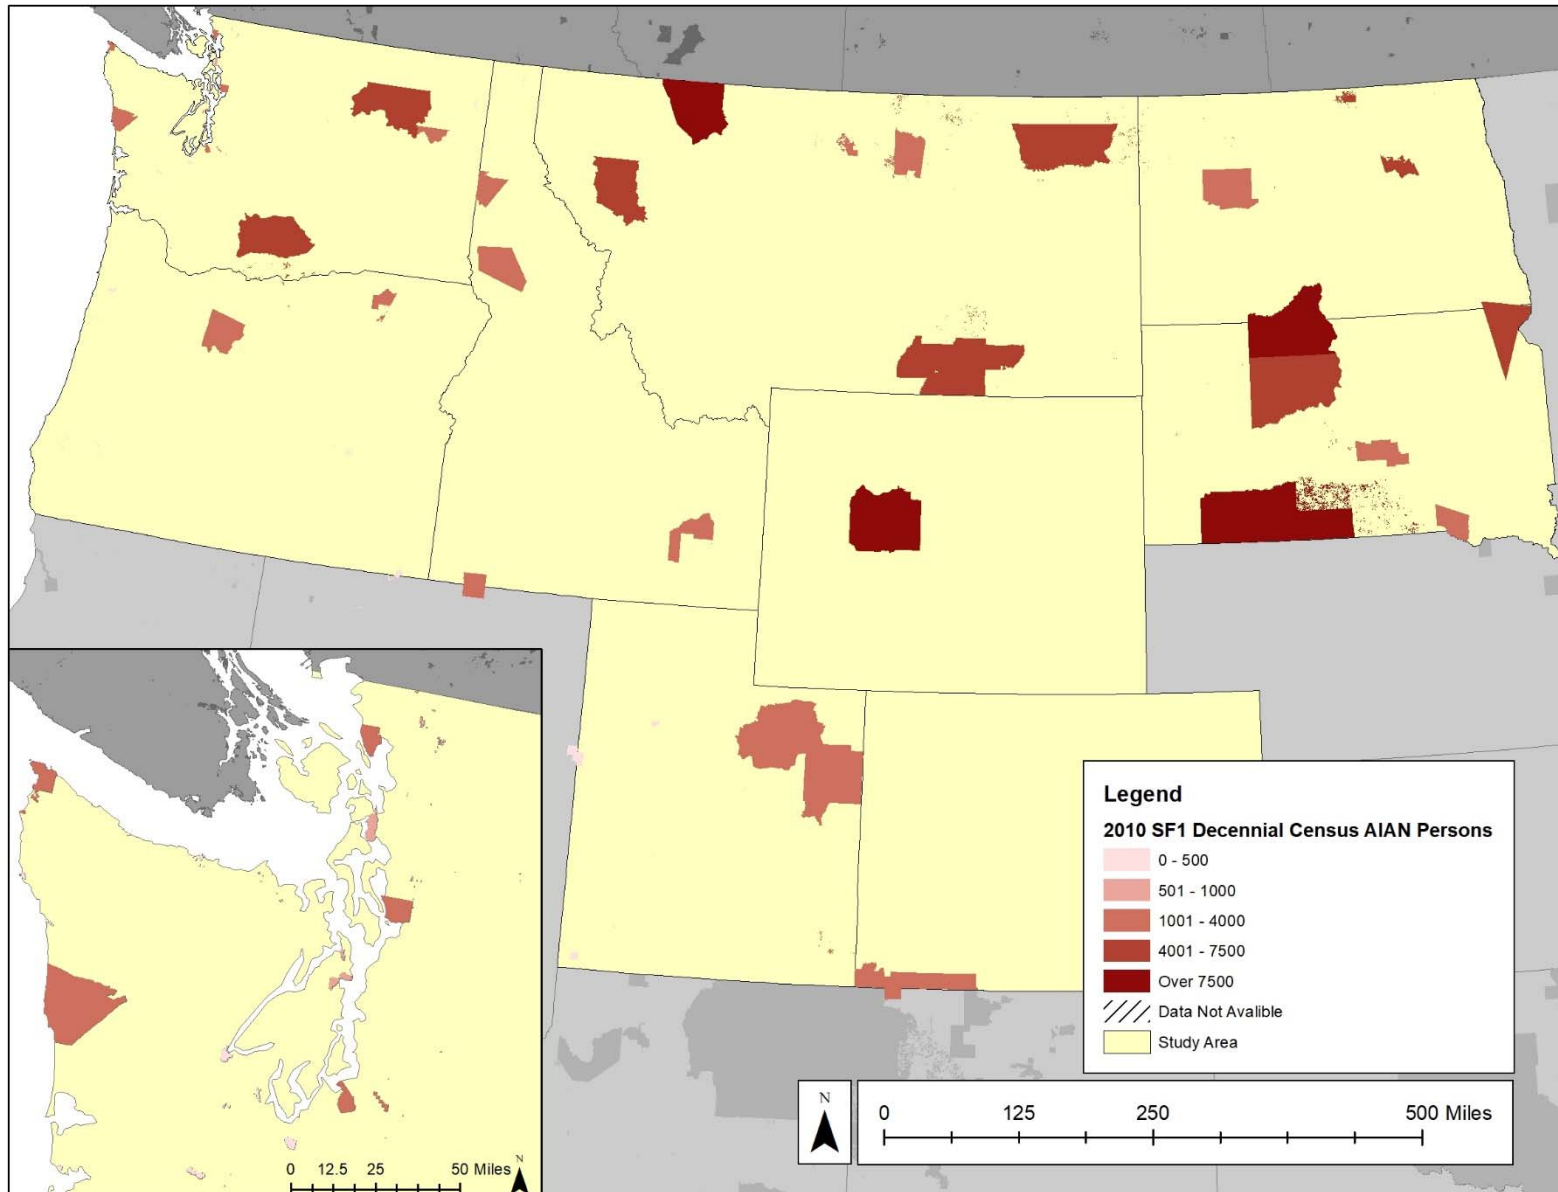 Legend
2010 SF1 Decennial Census AIAN Persons
0 - 500
501 - 1000
1001 - 4000
4001 - 7500
Over 7500
Data Not Avalible
Study Area
N
0 125 250 500 Miles
N
0 12.5 25 50 Miles